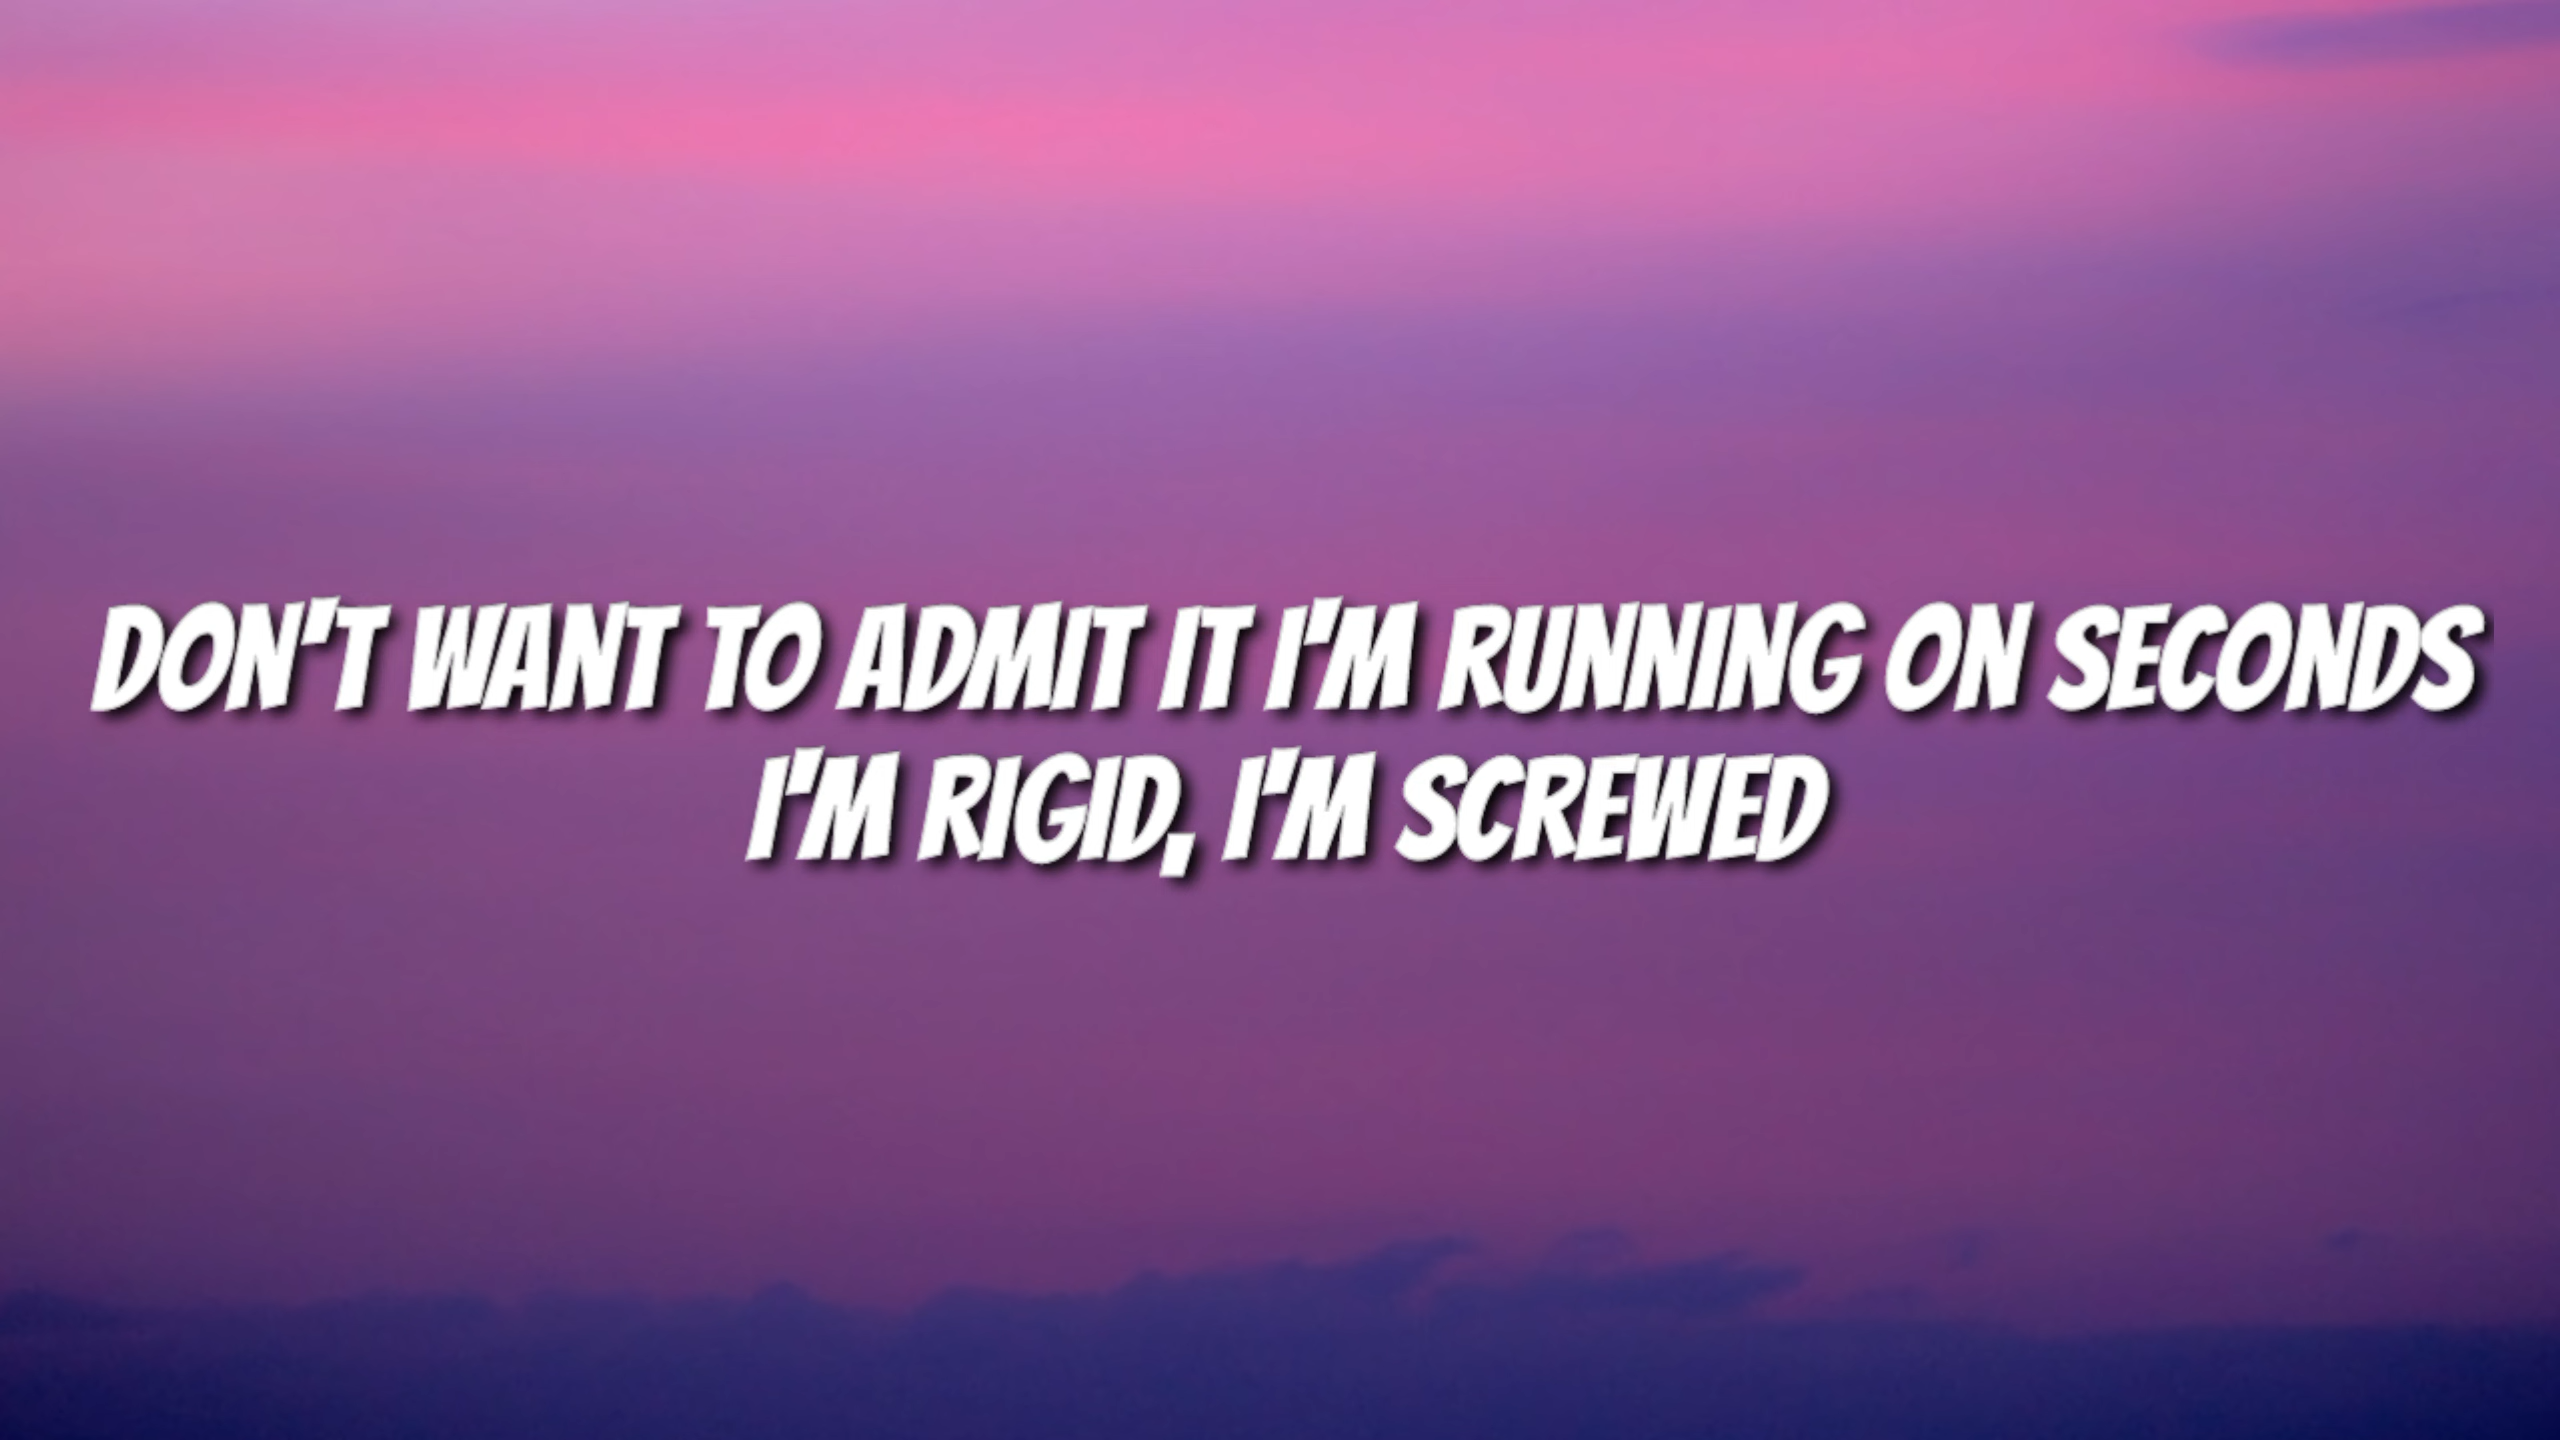 DON'T WANT TO ADMIT IT I'M RUNNING ON SECONDS
I'M RIGID, I'M SCREWED